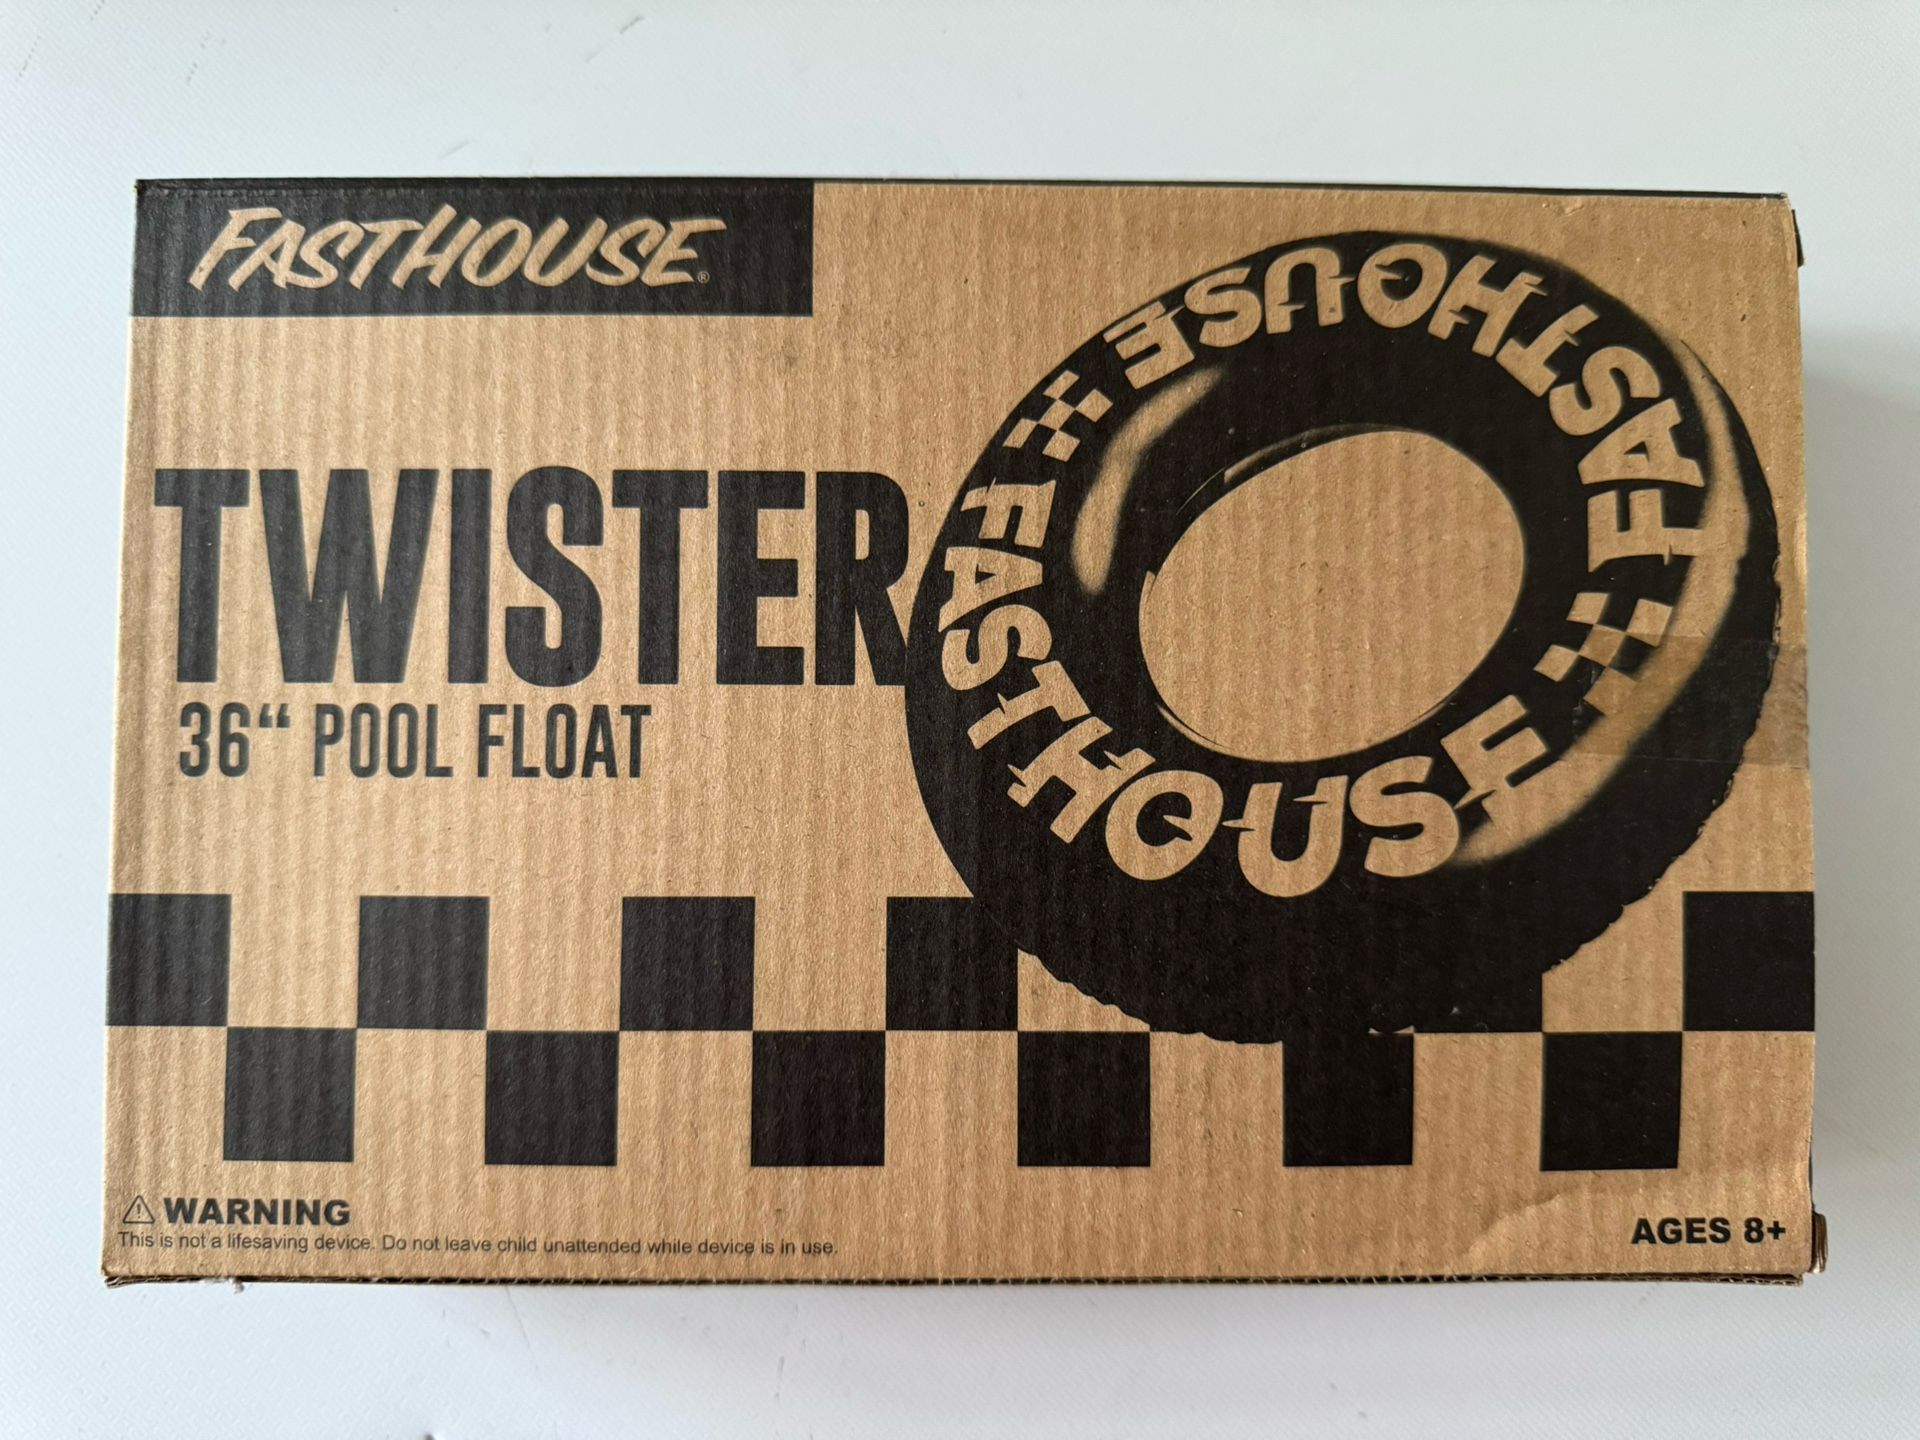 FASTHOUSE®
TWISTER
36“ POOL FLOAT
FASTHOUSE
FASTHOUSE
⚠ WARNING
This is not a lifesaving device. Do not leave child unattended while device is in use.
AGES 8+